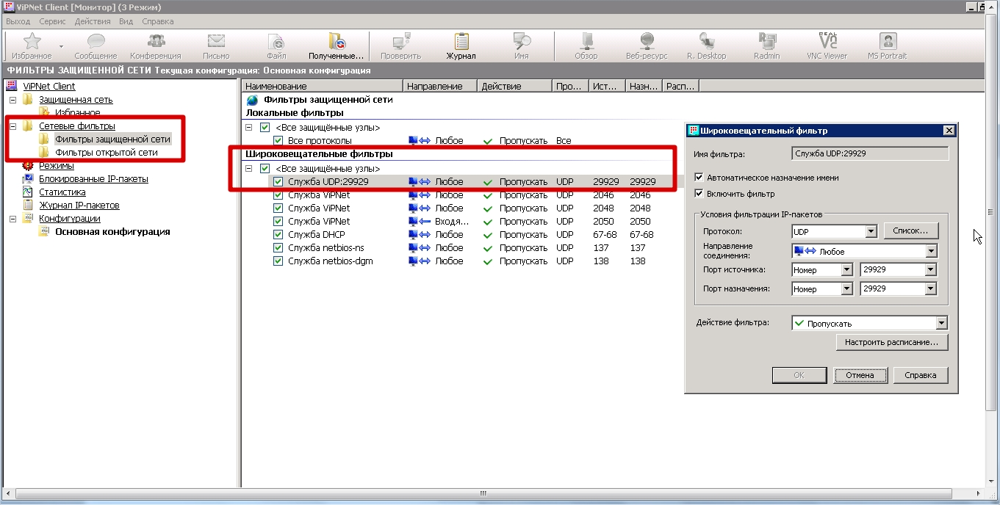 ViPNet Client [Монитор] (3 Режим)
Выход Сервис Действия Вид Справка
Избранное Сообщение Конференция Письмо Файл Полученные... Проверить Журнал Имя Обзор Веб-ресурс R. Desktop Radmin VNC Viewer MS Portrait
ФИЛЬТРЫ ЗАЩИЩЕННОЙ СЕТИ Текущая конфигурация: Основная конфигурация
ViPNet Client
Защищенная сеть
Избранное
Сетевые фильтры
Фильтры защищенной сети
Фильтры открытой сети
Режимы
Блокированные IP-пакеты
Статистика
Журнал IP-пакетов
Конфигурации
Основная конфигурация
Наименование Направление Действие Про... Ист... Назн... Расп...
Фильтры защищенной сети
Локальные фильтры
<Все защищённые узлы>
Все протоколы Любое Пропускать Все
Широковещательные фильтры
<Все защищённые узлы>
Служба UDP:29929 Любое Пропускать UDP 29929 29929
Служба ViPNet Любое Пропускать UDP 2046 2046
Служба ViPNet Любое Пропускать UDP 2048 2048
Служба ViPNet Входя... Пропускать UDP 2050 2050
Служба DHCP Любое Пропускать UDP 67-68 67-68
Служба netbios-ns Любое Пропускать UDP 137 137
Служба netbios-dgm Любое Пропускать UDP 138 138
Широковещательный фильтр
Имя фильтра: Служба UDP:29929
Автоматическое назначение имени
Включить фильтр
Условия фильтрации IP-пакетов
Протокол: UDP Список...
Направление
соединения: Любое
Порт источника: Номер 29929
Порт назначения: Номер 29929
Действие фильтра: Пропускать
Настроить расписание...
OK Отмена Справка